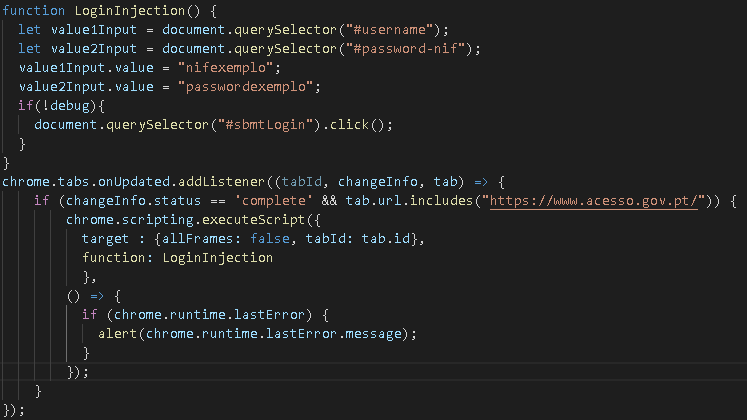 function LoginInjection() {
let value1Input = document.querySelector("#username");
let value2Input = document.querySelector("#password-nif");
value1Input.value = "nifexemplo";
value2Input.value = "passwordexemplo";
if(!debug){
document.querySelector("#sbmtLogin").click();
}
}
chrome.tabs.onUpdated.addListener((tabId, changeInfo, tab) => {
if (changeInfo.status == 'complete' && tab.url.includes("https://www.acesso.gov.pt/")) {
chrome.scripting.executeScript({
target : {allFrames: false, tabId: tab.id},
function: LoginInjection
},
() => {
if (chrome.runtime.lastError) {
alert(chrome.runtime.lastError.message);
}
});
}
});